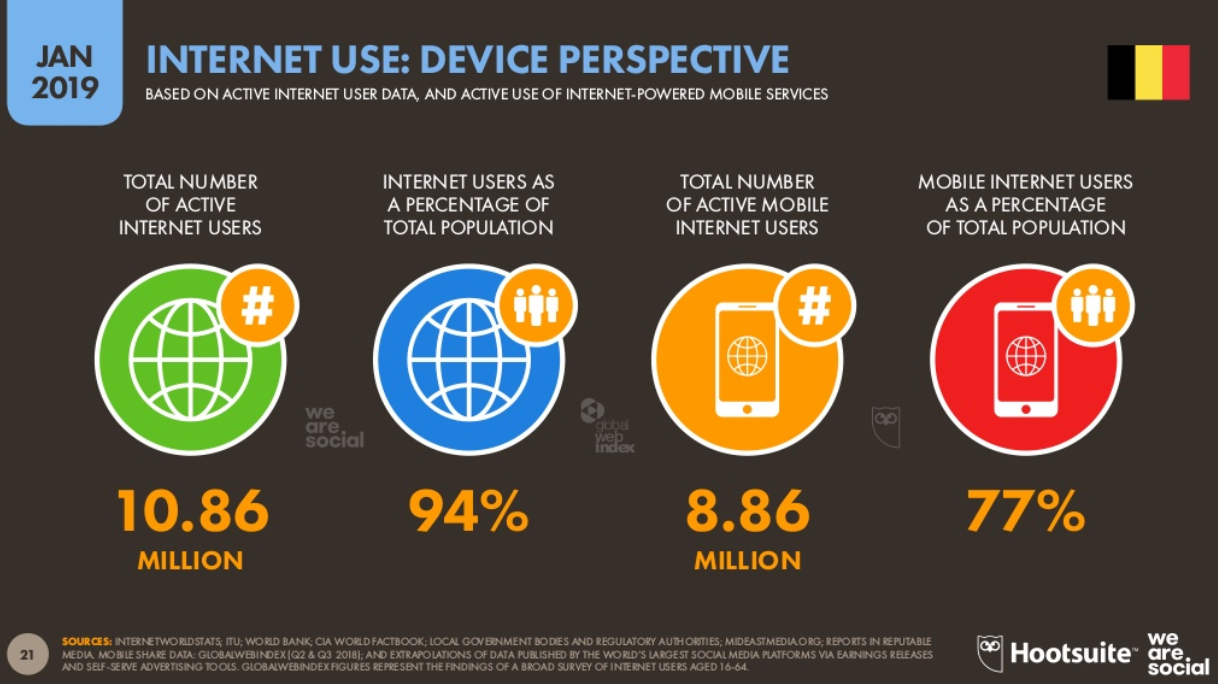 JAN
2019
INTERNET USE: DEVICE PERSPECTIVE
BASED ON ACTIVE INTERNET USER DATA, AND ACTIVE USE OF INTERNET-POWERED MOBILE SERVICES
TOTAL NUMBER
OF ACTIVE
INTERNET USERS
INTERNET USERS AS
A PERCENTAGE OF
TOTAL POPULATION
TOTAL NUMBER
OF ACTIVE MOBILE
INTERNET USERS
MOBILE INTERNET USERS
AS A PERCENTAGE
OF TOTAL POPULATION
#
#
we
are
social
global
web
index
10.86
MILLION
94%
8.86
MILLION
77%
21
SOURCES: INTERNETWORLDSTATS; ITU; WORLD BANK; CIA WORLD FACTBOOK; LOCAL GOVERNMENT BODIES AND REGULATORY AUTHORITIES; MIDEASTMEDIA.ORG; REPORTS IN REPUTABLE
MEDIA. MOBILE SHARE DATA: GLOBALWEBINDEX (Q2 & Q3 2018); AND EXTRAPOLATIONS OF DATA PUBLISHED BY THE WORLD'S LARGEST SOCIAL MEDIA PLATFORMS VIA EARNINGS RELEASES
AND SELF-SERVE ADVERTISING TOOLS. GLOBALWEBINDEX FIGURES REPRESENT THE FINDINGS OF A BROAD SURVEY OF INTERNET USERS AGED 16-64.
Hootsuite™
we
are
social